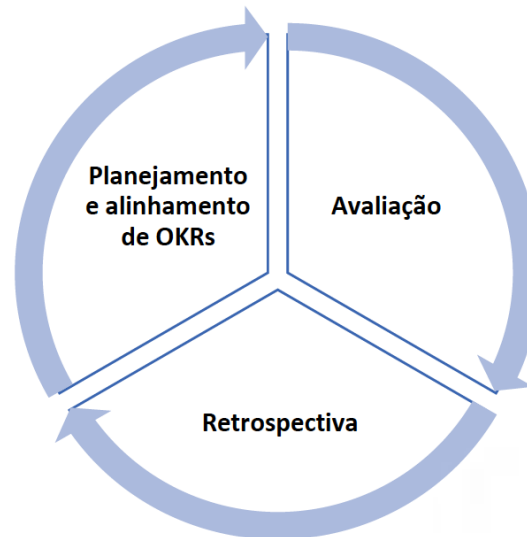 Planejamento
e alinhamento
de OKRs
Avaliação
Retrospectiva